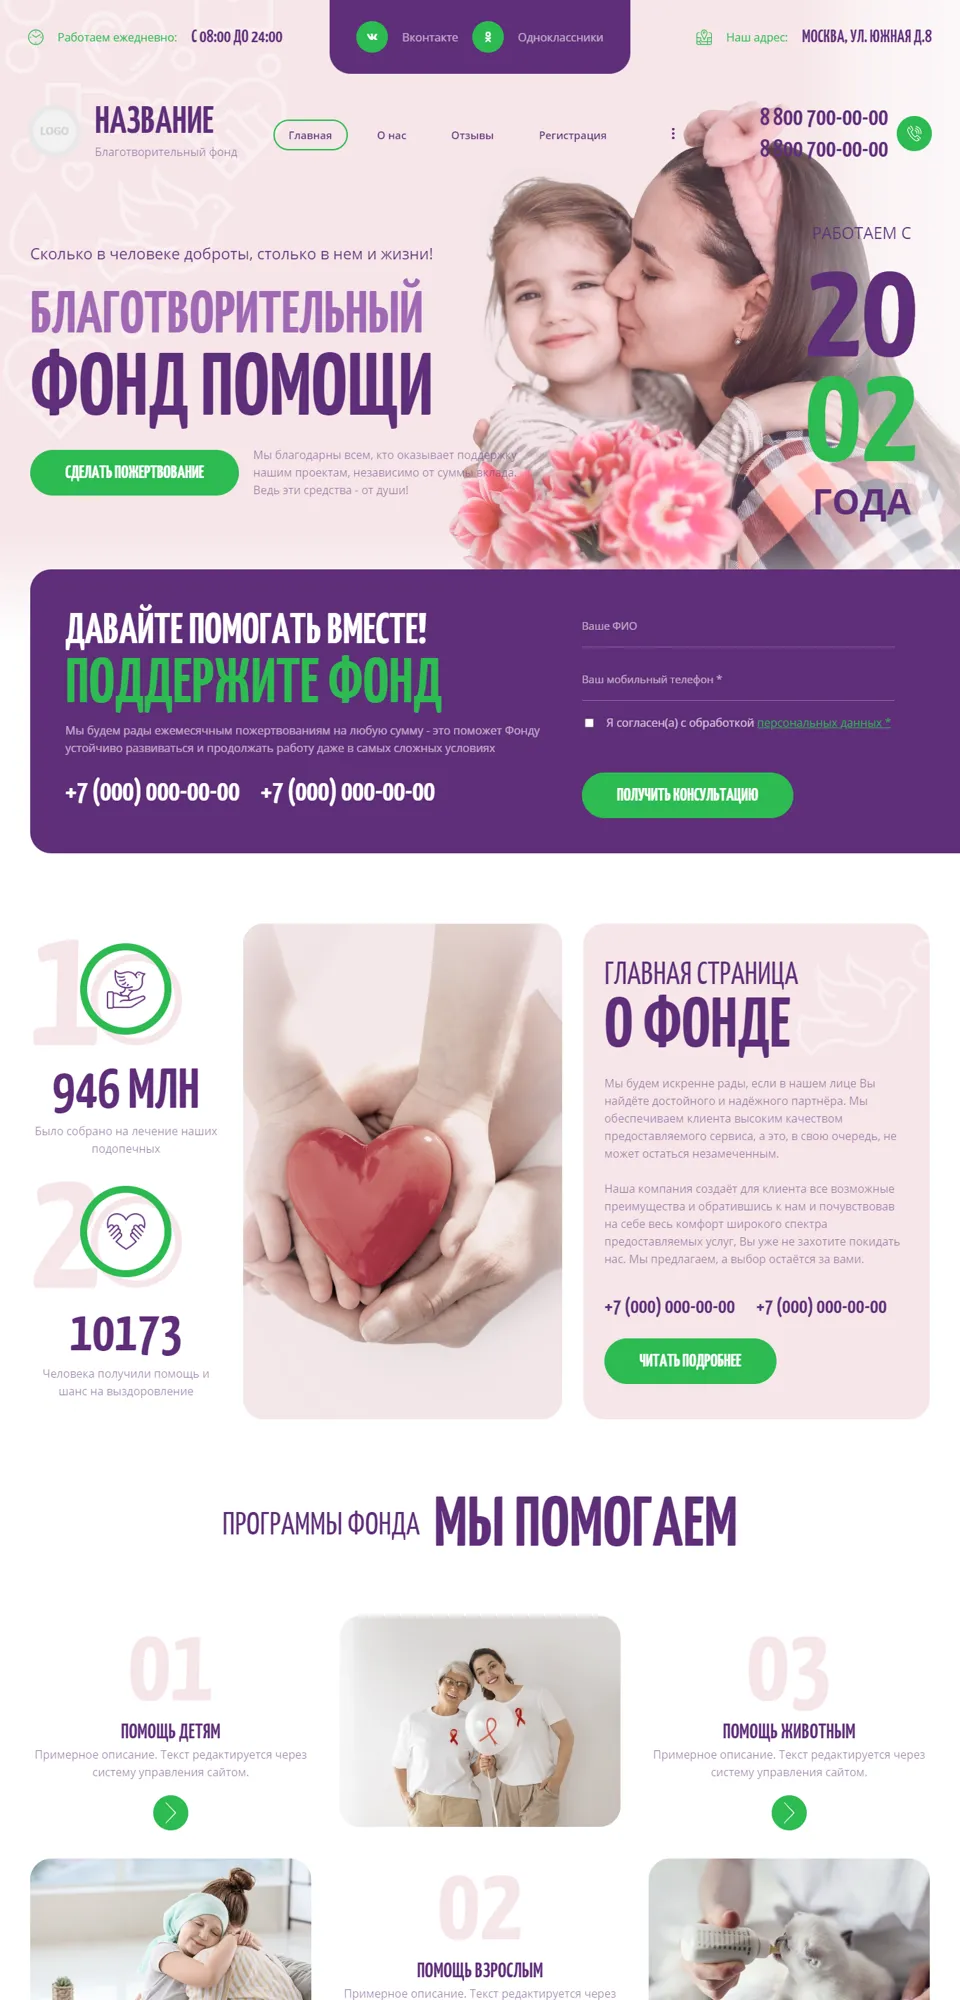 Работаем ежедневно: С 08:00 ДО 24:00
Вконтакте
Одноклассники
Наш адрес: МОСКВА, УЛ. ЮЖНАЯ Д.8
LOGO
НАЗВАНИЕ
Благотворительный фонд
Главная
О нас
Отзывы
Регистрация
8 800 700-00-00
8 800 700-00-00
Сколько в человеке доброты, столько в нем и жизни!
БЛАГОТВОРИТЕЛЬНЫЙ
ФОНД ПОМОЩИ
СДЕЛАТЬ ПОЖЕРТВОВАНИЕ
Мы благодарны всем, кто оказывает поддержку
нашим проектам, независимо от суммы вклада.
Ведь эти средства - от души!
РАБОТАЕМ С
20
02
ГОДА
ДАВАЙТЕ ПОМОГАТЬ ВМЕСТЕ!
ПОДДЕРЖИТЕ ФОНД
Мы будем рады ежемесячным пожертвованиям на любую сумму - это поможет Фонду
устойчиво развиваться и продолжать работу даже в самых сложных условиях
+7 (000) 000-00-00 +7 (000) 000-00-00
Ваше ФИО
Ваш мобильный телефон *
Я согласен(а) с обработкой персональных данных *
ПОЛУЧИТЬ КОНСУЛЬТАЦИЮ
10
946 МЛН
Было собрано на лечение наших
подопечных
20
10173
Человека получили помощь и
шанс на выздоровление
ГЛАВНАЯ СТРАНИЦА
О ФОНДЕ
Мы будем искренне рады, если в нашем лице Вы
найдёте достойного и надёжного партнёра. Мы
обеспечиваем клиента высоким качеством
предоставляемого сервиса, а это, в свою очередь, не
может остаться незамеченным.
Наша компания создаёт для клиента все возможные
преимущества и обратившись к нам и почувствовав
на себе весь комфорт широкого спектра
предоставляемых услуг, Вы уже не захотите покидать
нас. Мы предлагаем, а выбор остаётся за вами.
+7 (000) 000-00-00 +7 (000) 000-00-00
ЧИТАТЬ ПОДРОБНЕЕ
ПРОГРАММЫ ФОНДА МЫ ПОМОГАЕМ
01
ПОМОЩЬ ДЕТЯМ
Примерное описание. Текст редактируется через
систему управления сайтом.
03
ПОМОЩЬ ЖИВОТНЫМ
Примерное описание. Текст редактируется через
систему управления сайтом.
02
ПОМОЩЬ ВЗРОСЛЫМ
Примерное описание. Текст редактируется через